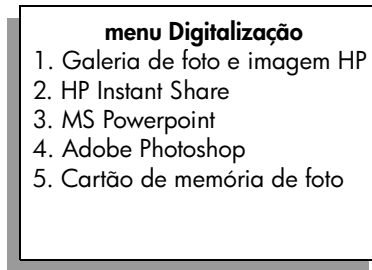 menu Digitalização
1. Galeria de foto e imagem HP
2. HP Instant Share
3. MS Powerpoint
4. Adobe Photoshop
5. Cartão de memória de foto